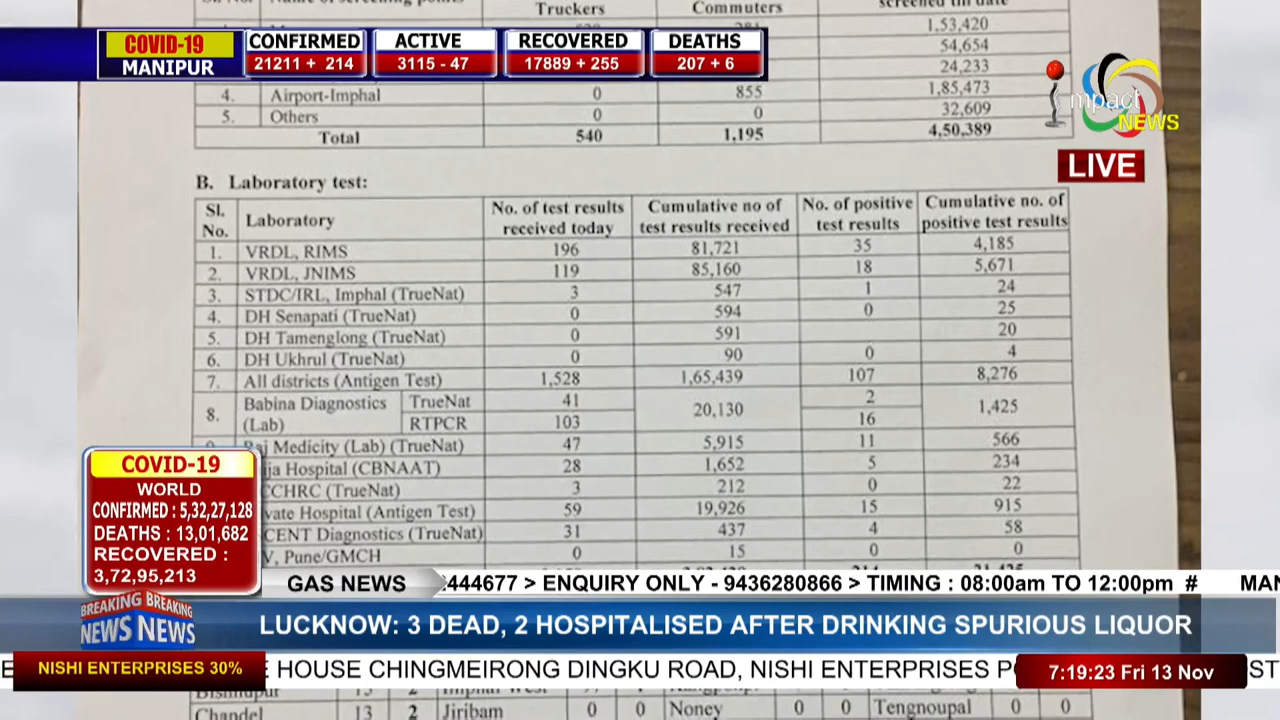 Truckers
Commuters
screened till date
1,53,420
54,654
24,233
4. Airport-Imphal 0 855 1,85,473
5. Others 0 0 32,609
Total 540 1,195 4,50,389
COVID-19
MANIPUR
CONFIRMED
21211 + 214
ACTIVE
3115 - 47
RECOVERED
17889 + 255
DEATHS
207 + 6
impact
NEWS
LIVE
B. Laboratory test:
Sl. No. Laboratory No. of test results received today Cumulative no of test results received No. of positive test results Cumulative no. of positive test results
1. VRDL, RIMS 196 81,721 35 4,185
2. VRDL, JNIMS 119 85,160 18 5,671
3. STDC/IRL, Imphal (TrueNat) 3 547 1 24
4. DH Senapati (TrueNat) 0 594 0 25
5. DH Tamenglong (TrueNat) 0 591 20
6. DH Ukhrul (TrueNat) 0 90 0 4
7. All districts (Antigen Test) 1,528 1,65,439 107 8,276
8. Babina Diagnostics (Lab) TrueNat 41 20,130 2 1,425
RTPCR 103 16
Medicity (Lab) (TrueNat) 47 5,915 11 566
Hospital (CBNAAT) 28 1,652 5 234
(TrueNat) 3 212 0 22
Hospital (Antigen Test) 59 19,926 15 915
Diagnostics (TrueNat) 31 437 4 58
Pune/GMCH 0 15 0 0
COVID-19
WORLD
CONFIRMED : 5,32,27,128
DEATHS : 13,01,682
RECOVERED :
3,72,95,213
GAS NEWS 444677 > ENQUIRY ONLY - 9436280866 > TIMING : 08:00am TO 12:00pm # MAN
BREAKING BREAKING
NEWS NEWS
LUCKNOW: 3 DEAD, 2 HOSPITALISED AFTER DRINKING SPURIOUS LIQUOR
NISHI ENTERPRISES 30%
HOUSE CHINGMEIRONG DINGKU ROAD, NISHI ENTERPRISES
7:19:23 Fri 13 Nov
ST
Chandel 13 2 Jiribam 0 0 Noney 0 0 Tengnoupal 0 0